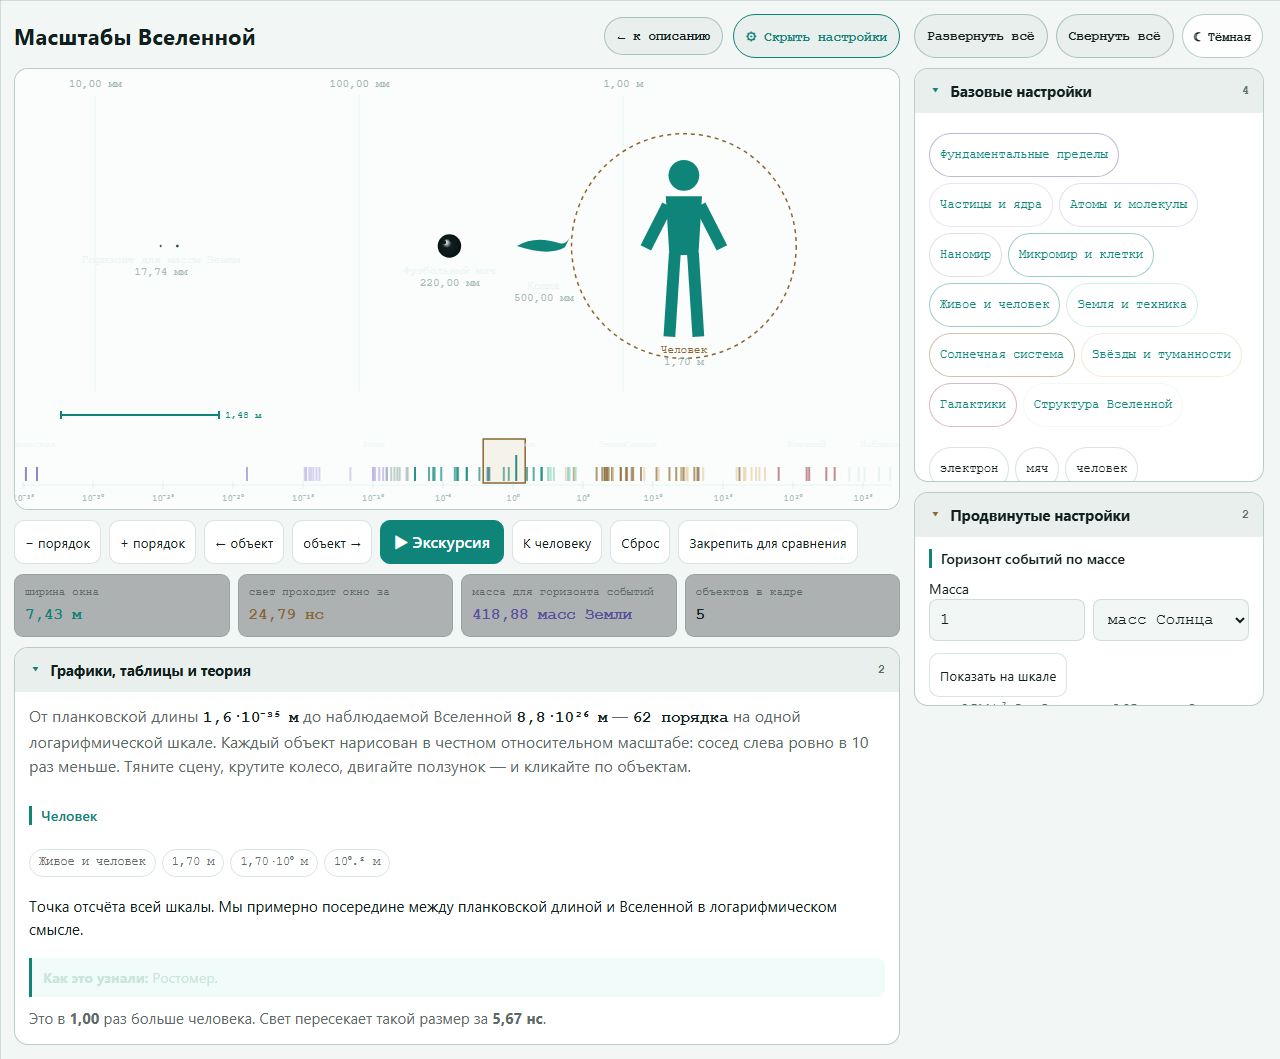 Масштабы Вселенной
← к описанию
⚙ Скрыть настройки
Развернуть всё
Свернуть всё
☾ Тёмная
10,00 мм
100,00 мм
1,00 м
Горизонт для массы Земли
17,74 мм
Футбольный мяч
220,00 мм
Кошка
500,00 мм
Человек
1,70 м
1,48 м
− порядок
+ порядок
← объект
объект →
▶ Экскурсия
К человеку
Сброс
Закрепить для сравнения
ширина окна
7,43 м
свет проходит окно за
24,79 нс
масса для горизонта событий
418,88 масс Земли
объектов в кадре
5
Графики, таблицы и теория
2
От планковской длины 1,6·10⁻³⁵ м до наблюдаемой Вселенной 8,8·10²⁶ м — 62 порядка на одной
логарифмической шкале. Каждый объект нарисован в честном относительном масштабе: сосед слева ровно в 10
раз меньше. Тяните сцену, крутите колесо, двигайте ползунок — и кликайте по объектам.
Человек
Живое и человек
1,70 м
1,70·10⁰ м
10⁰·² м
Точка отсчёта всей шкалы. Мы примерно посередине между планковской длиной и Вселенной в логарифмическом
смысле.
Как это узнали: Ростомер.
Это в 1,00 раз больше человека. Свет пересекает такой размер за 5,67 нс.
Базовые настройки
4
Фундаментальные пределы
Частицы и ядра
Атомы и молекулы
Наномир
Микромир и клетки
Живое и человек
Земля и техника
Солнечная система
Звёзды и туманности
Галактики
Структура Вселенной
электрон
мяч
человек
Продвинутые настройки
2
Горизонт событий по массе
Масса
1
масс Солнца
Показать на шкале